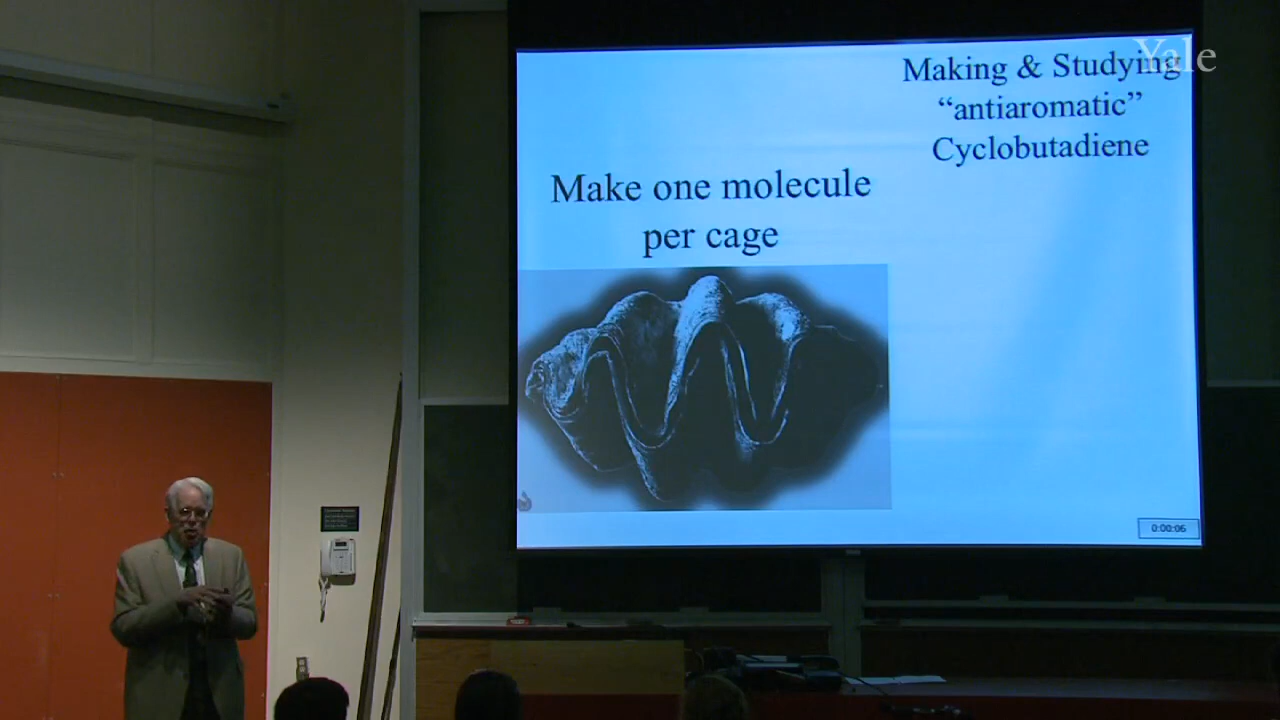 Yale
Making & Studying
“antiaromatic”
Cyclobutadiene
Make one molecule
per cage
0:00:06